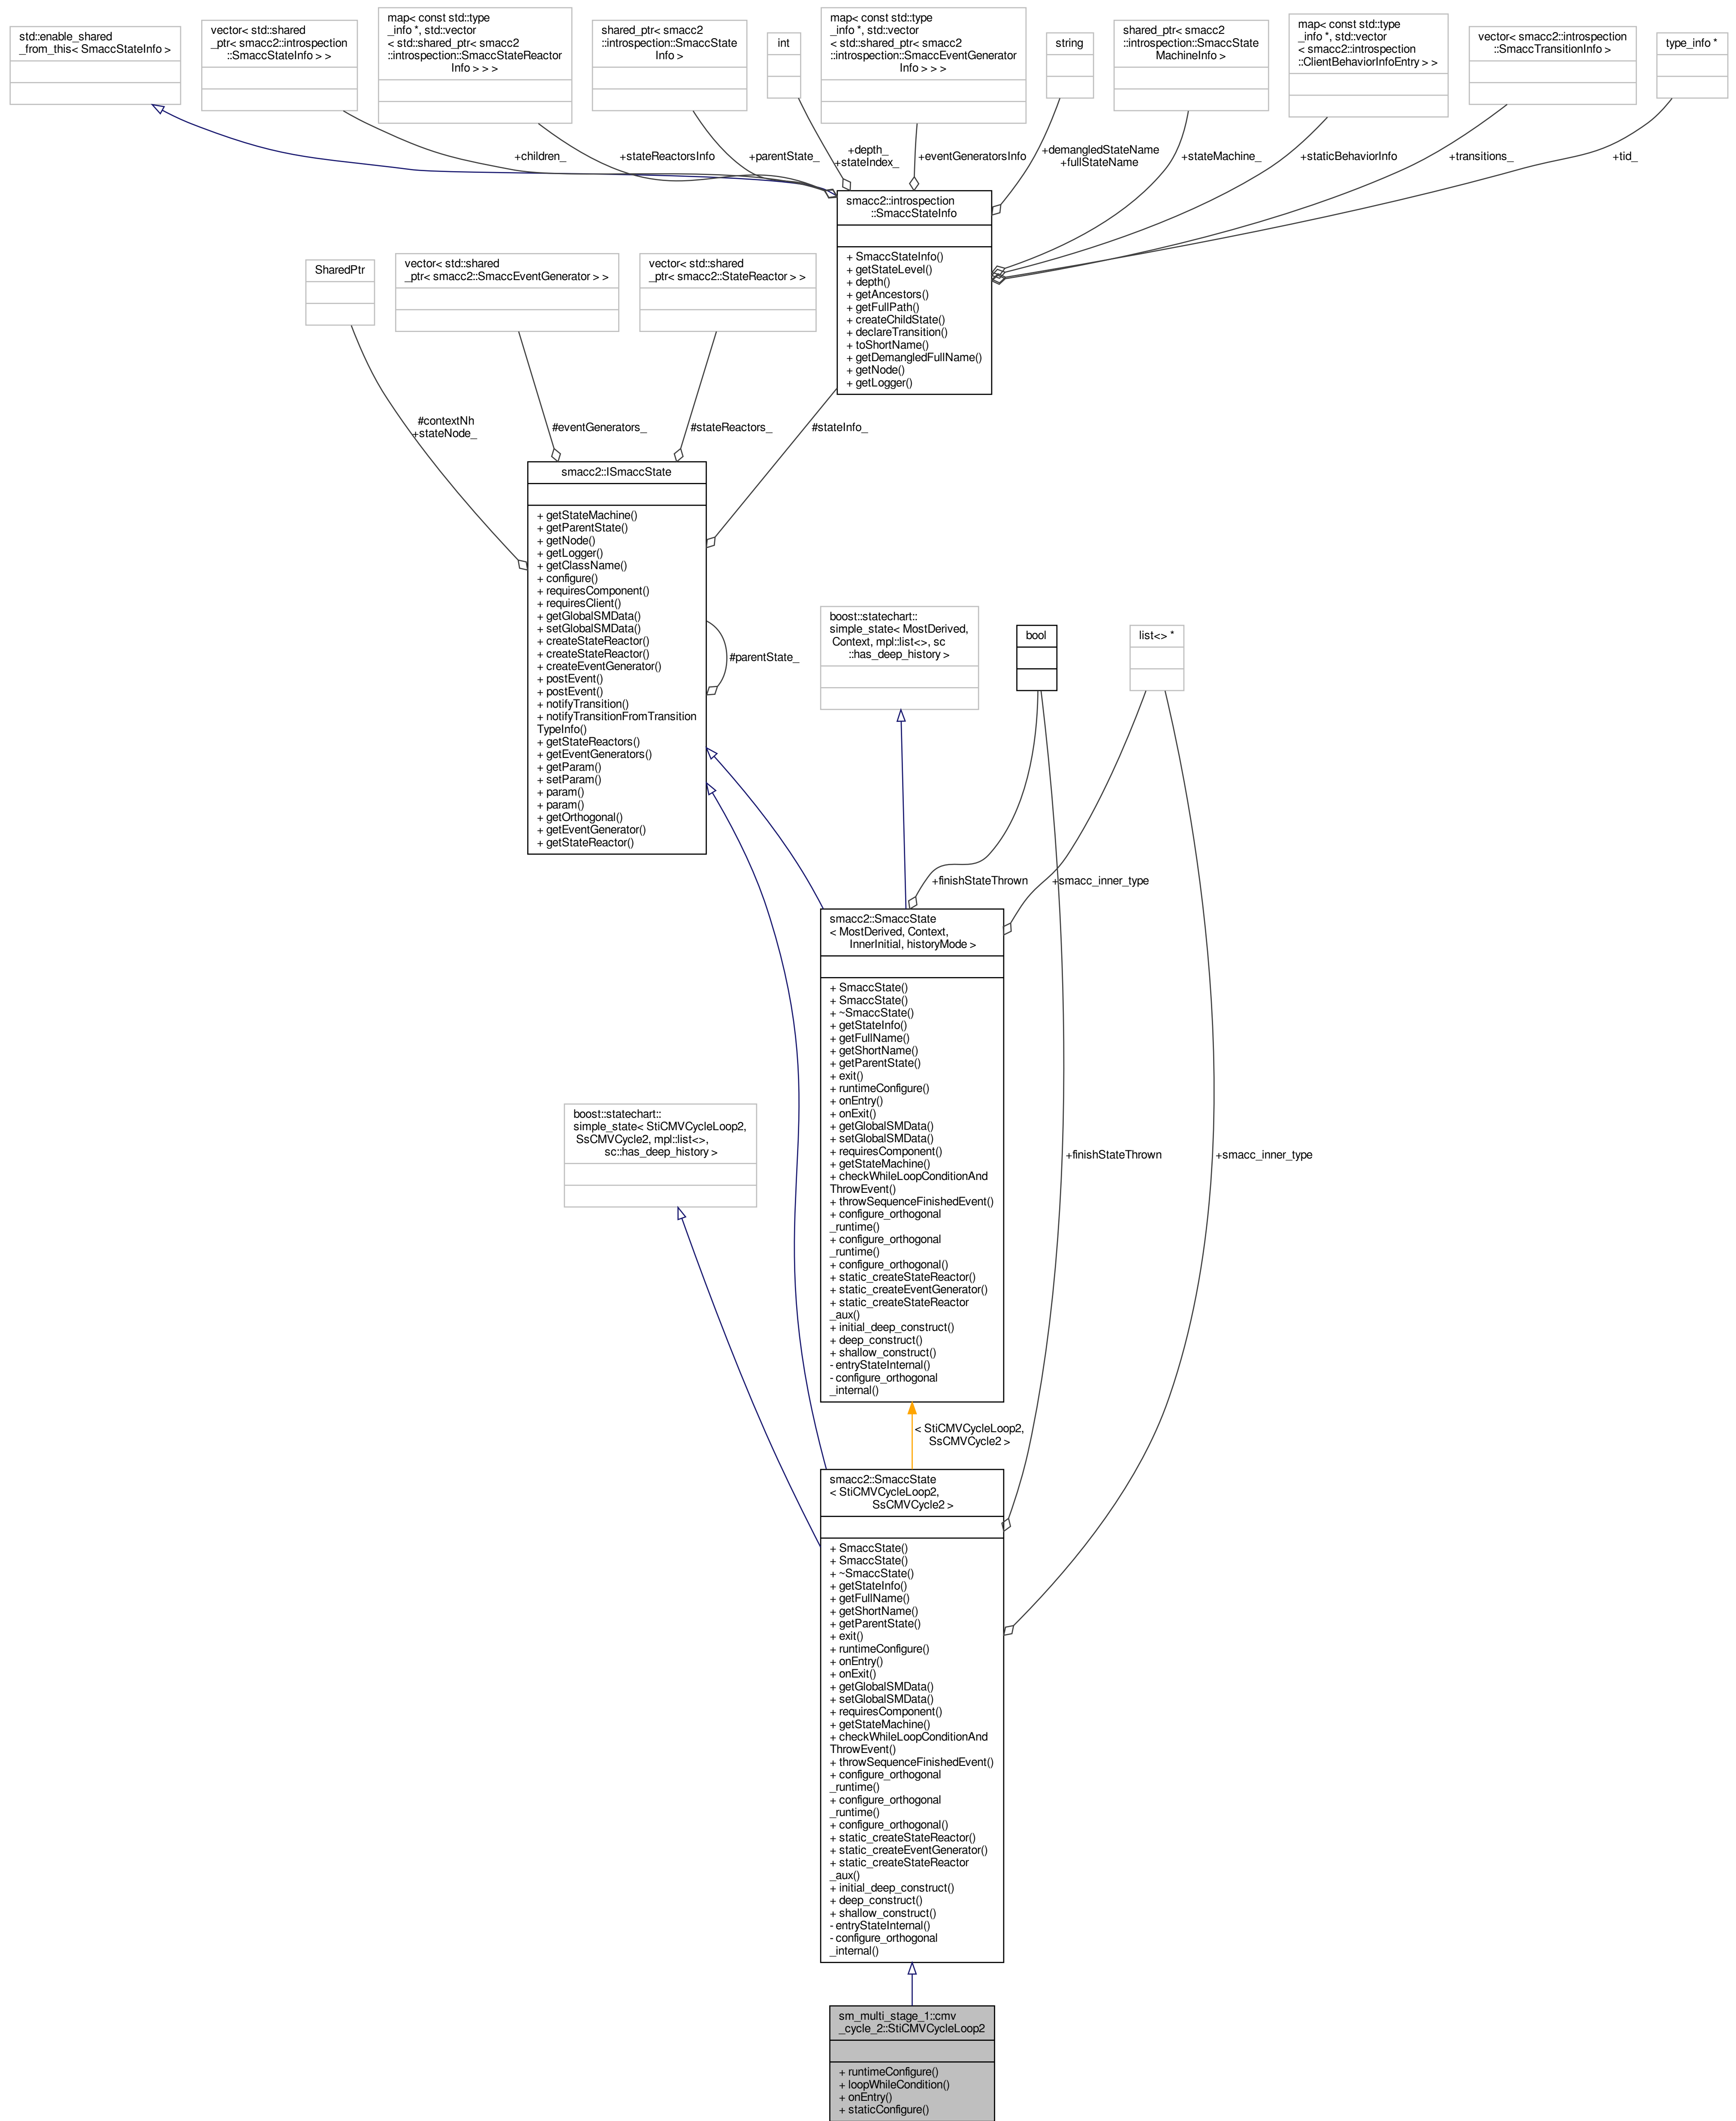 std::enable_shared
_from_this< SmaccStateInfo >
vector< std::shared
_ptr< smacc2::introspection
::SmaccStateInfo > >
map< const std::type
_info *, std::vector
< std::shared_ptr< smacc2
::introspection::SmaccStateReactor
Info > > >
shared_ptr< smacc2
::introspection::SmaccState
Info >
int
map< const std::type
_info *, std::vector
< std::shared_ptr< smacc2
::introspection::SmaccEventGenerator
Info > > >
string
shared_ptr< smacc2
::introspection::SmaccState
MachineInfo >
map< const std::type
_info *, std::vector
< smacc2::introspection
::ClientBehaviorInfoEntry > >
vector< smacc2::introspection
::SmaccTransitionInfo >
type_info *
+children_
+stateReactorsInfo
+parentState_
+depth_
+stateIndex_
+eventGeneratorsInfo
+demangledStateName
+fullStateName
+stateMachine_
+staticBehaviorInfo
+transitions_
+tid_
smacc2::introspection
::SmaccStateInfo
+ SmaccStateInfo()
+ getStateLevel()
+ depth()
+ getAncestors()
+ getFullPath()
+ createChildState()
+ declareTransition()
+ toShortName()
+ getDemangledFullName()
+ getNode()
+ getLogger()
SharedPtr
vector< std::shared
_ptr< smacc2::SmaccEventGenerator > >
vector< std::shared
_ptr< smacc2::StateReactor > >
#contextNh
+stateNode_
#eventGenerators_
#stateReactors_
#stateInfo_
smacc2::ISmaccState
+ getStateMachine()
+ getParentState()
+ getNode()
+ getLogger()
+ getClassName()
+ configure()
+ requiresComponent()
+ requiresClient()
+ getGlobalSMData()
+ setGlobalSMData()
+ createStateReactor()
+ createStateReactor()
+ createEventGenerator()
+ postEvent()
+ postEvent()
+ notifyTransition()
+ notifyTransitionFromTransition
TypeInfo()
+ getStateReactors()
+ getEventGenerators()
+ getParam()
+ setParam()
+ param()
+ param()
+ getOrthogonal()
+ getEventGenerator()
+ getStateReactor()
#parentState_
boost::statechart::
simple_state< MostDerived,
Context, mpl::list<>, sc
::has_deep_history >
bool
list<> *
+finishStateThrown
+smacc_inner_type
smacc2::SmaccState
< MostDerived, Context,
InnerInitial, historyMode >
+ SmaccState()
+ SmaccState()
+ ~SmaccState()
+ getStateInfo()
+ getFullName()
+ getShortName()
+ getParentState()
+ exit()
+ runtimeConfigure()
+ onEntry()
+ onExit()
+ getGlobalSMData()
+ setGlobalSMData()
+ requiresComponent()
+ getStateMachine()
+ checkWhileLoopConditionAnd
ThrowEvent()
+ throwSequenceFinishedEvent()
+ configure_orthogonal
_runtime()
+ configure_orthogonal
_runtime()
+ configure_orthogonal()
+ static_createStateReactor()
+ static_createEventGenerator()
+ static_createStateReactor
_aux()
+ initial_deep_construct()
+ deep_construct()
+ shallow_construct()
- entryStateInternal()
- configure_orthogonal
_internal()
boost::statechart::
simple_state< StiCMVCycleLoop2,
SsCMVCycle2, mpl::list<>,
sc::has_deep_history >
+finishStateThrown
+smacc_inner_type
< StiCMVCycleLoop2,
SsCMVCycle2 >
smacc2::SmaccState
< StiCMVCycleLoop2,
SsCMVCycle2 >
+ SmaccState()
+ SmaccState()
+ ~SmaccState()
+ getStateInfo()
+ getFullName()
+ getShortName()
+ getParentState()
+ exit()
+ runtimeConfigure()
+ onEntry()
+ onExit()
+ getGlobalSMData()
+ setGlobalSMData()
+ requiresComponent()
+ getStateMachine()
+ checkWhileLoopConditionAnd
ThrowEvent()
+ throwSequenceFinishedEvent()
+ configure_orthogonal
_runtime()
+ configure_orthogonal
_runtime()
+ configure_orthogonal()
+ static_createStateReactor()
+ static_createEventGenerator()
+ static_createStateReactor
_aux()
+ initial_deep_construct()
+ deep_construct()
+ shallow_construct()
- entryStateInternal()
- configure_orthogonal
_internal()
sm_multi_stage_1::cmv
_cycle_2::StiCMVCycleLoop2
+ runtimeConfigure()
+ loopWhileCondition()
+ onEntry()
+ staticConfigure()